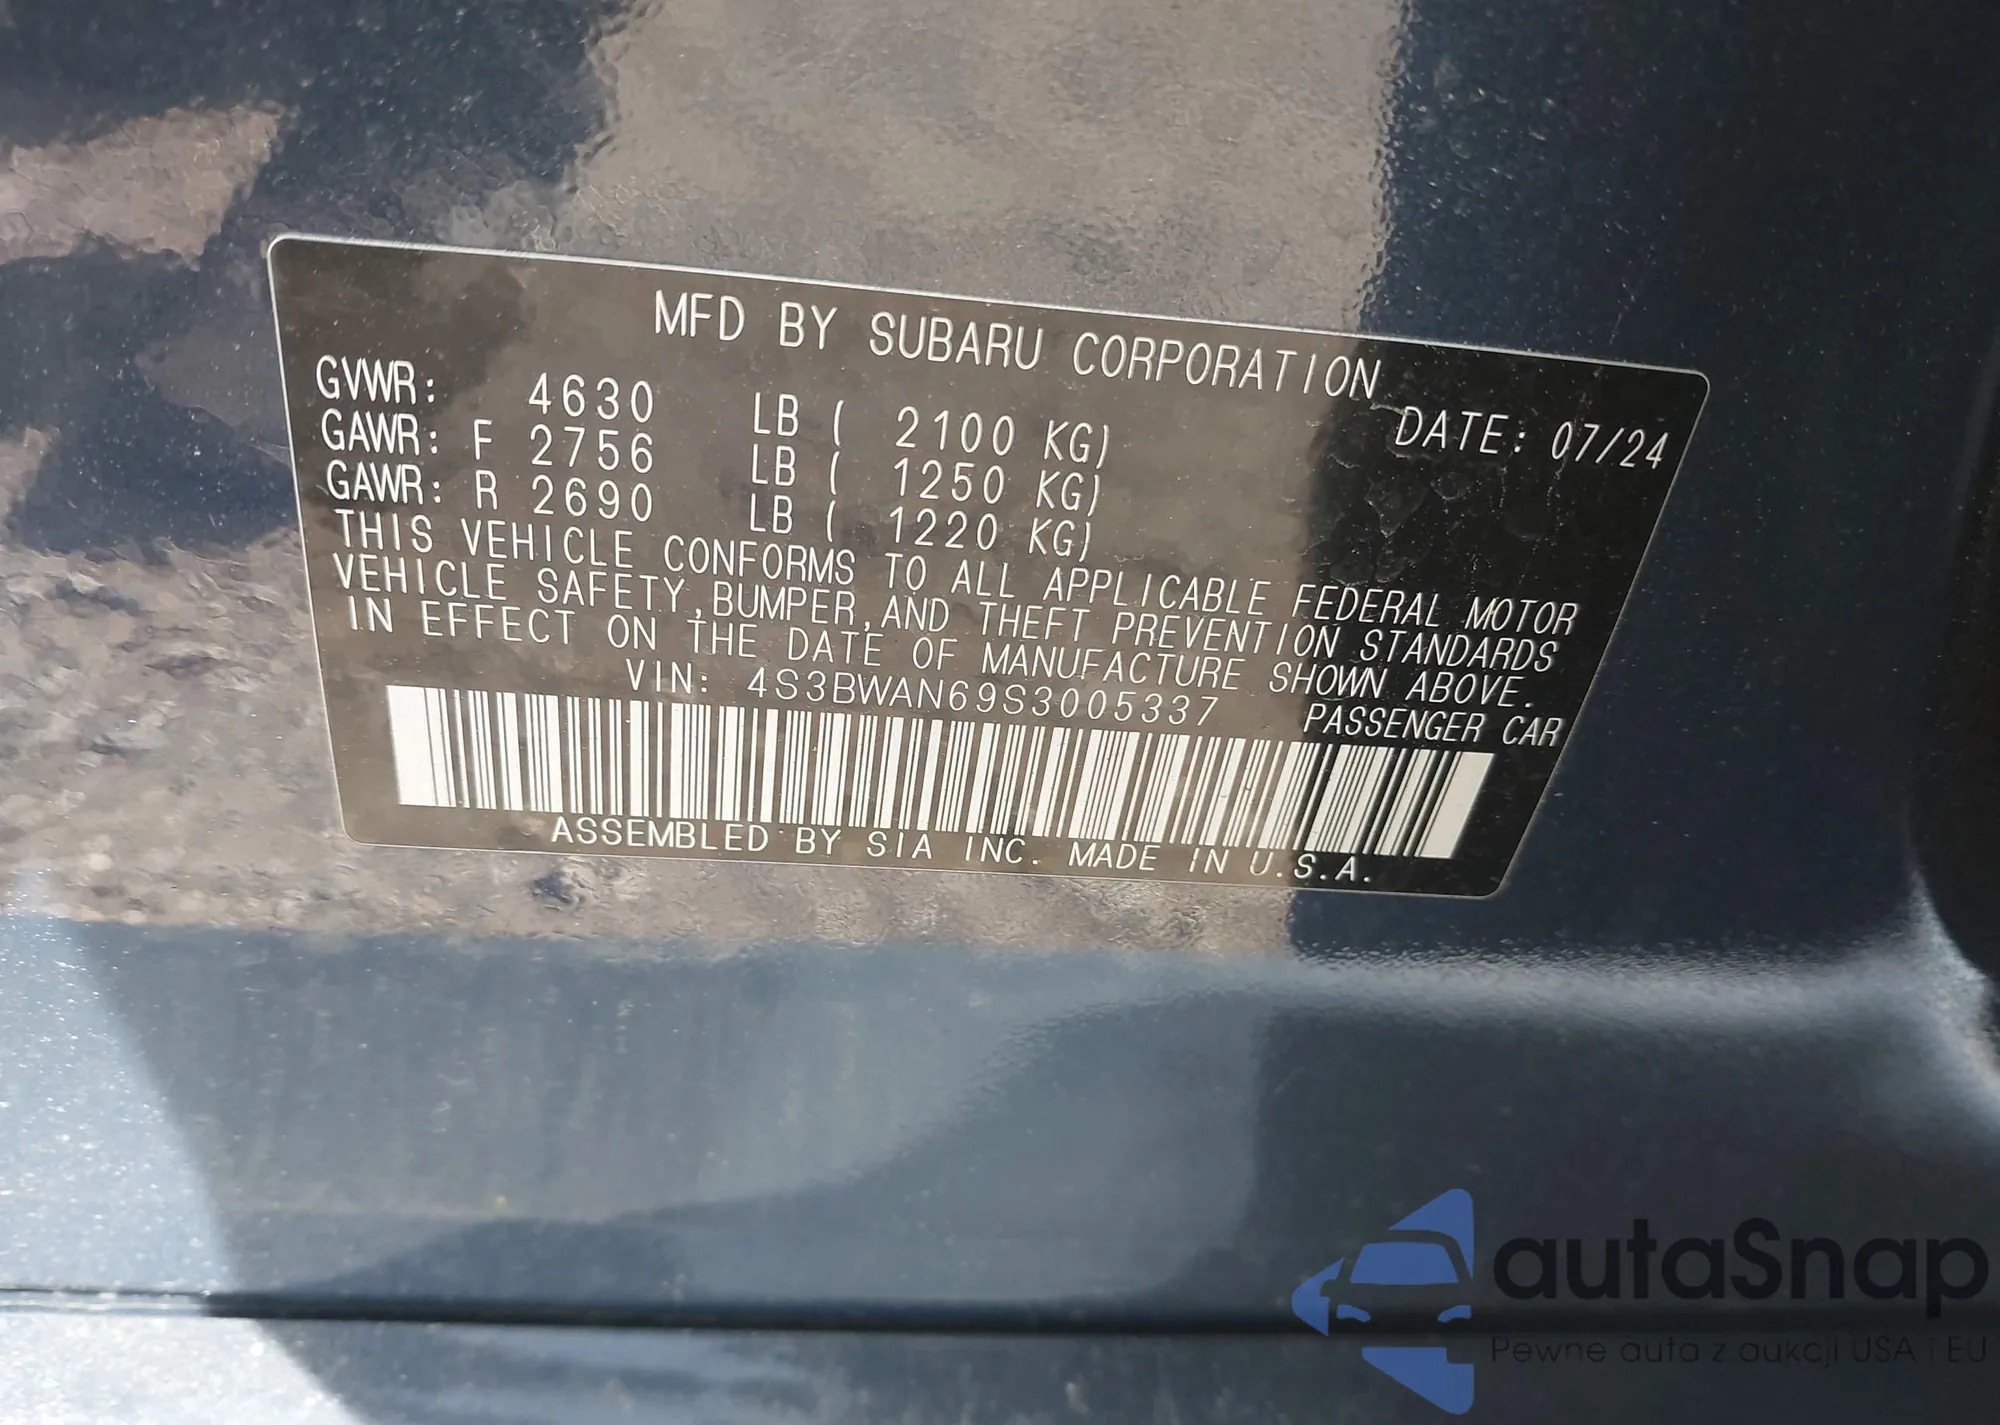 MFD BY SUBARU CORPORATION
GVWR: 4630 LB ( 2100 KG) DATE: 07/24
GAWR: F 2756 LB ( 1250 KG)
GAWR: R 2690 LB ( 1220 KG)
THIS VEHICLE CONFORMS TO ALL APPLICABLE FEDERAL MOTOR
VEHICLE SAFETY,BUMPER,AND THEFT PREVENTION STANDARDS
IN EFFECT ON THE DATE OF MANUFACTURE SHOWN ABOVE.
VIN: 4S3BWAN69S3005337 PASSENGER CAR
ASSEMBLED BY SIA INC. MADE IN U.S.A.
autaSnap
Pewne auta z aukcji USA i EU